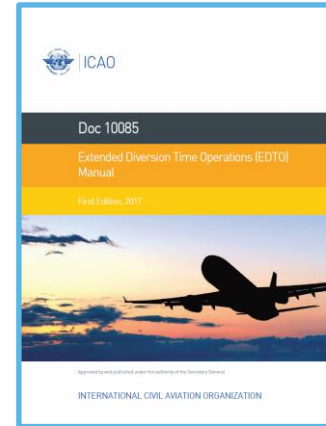 ICAO
Doc 10085
Extended Diversion Time Operations (EDTO)
Manual
First Edition, 2017
Approved by and published under the authority of the Secretary General
INTERNATIONAL CIVIL AVIATION ORGANIZATION